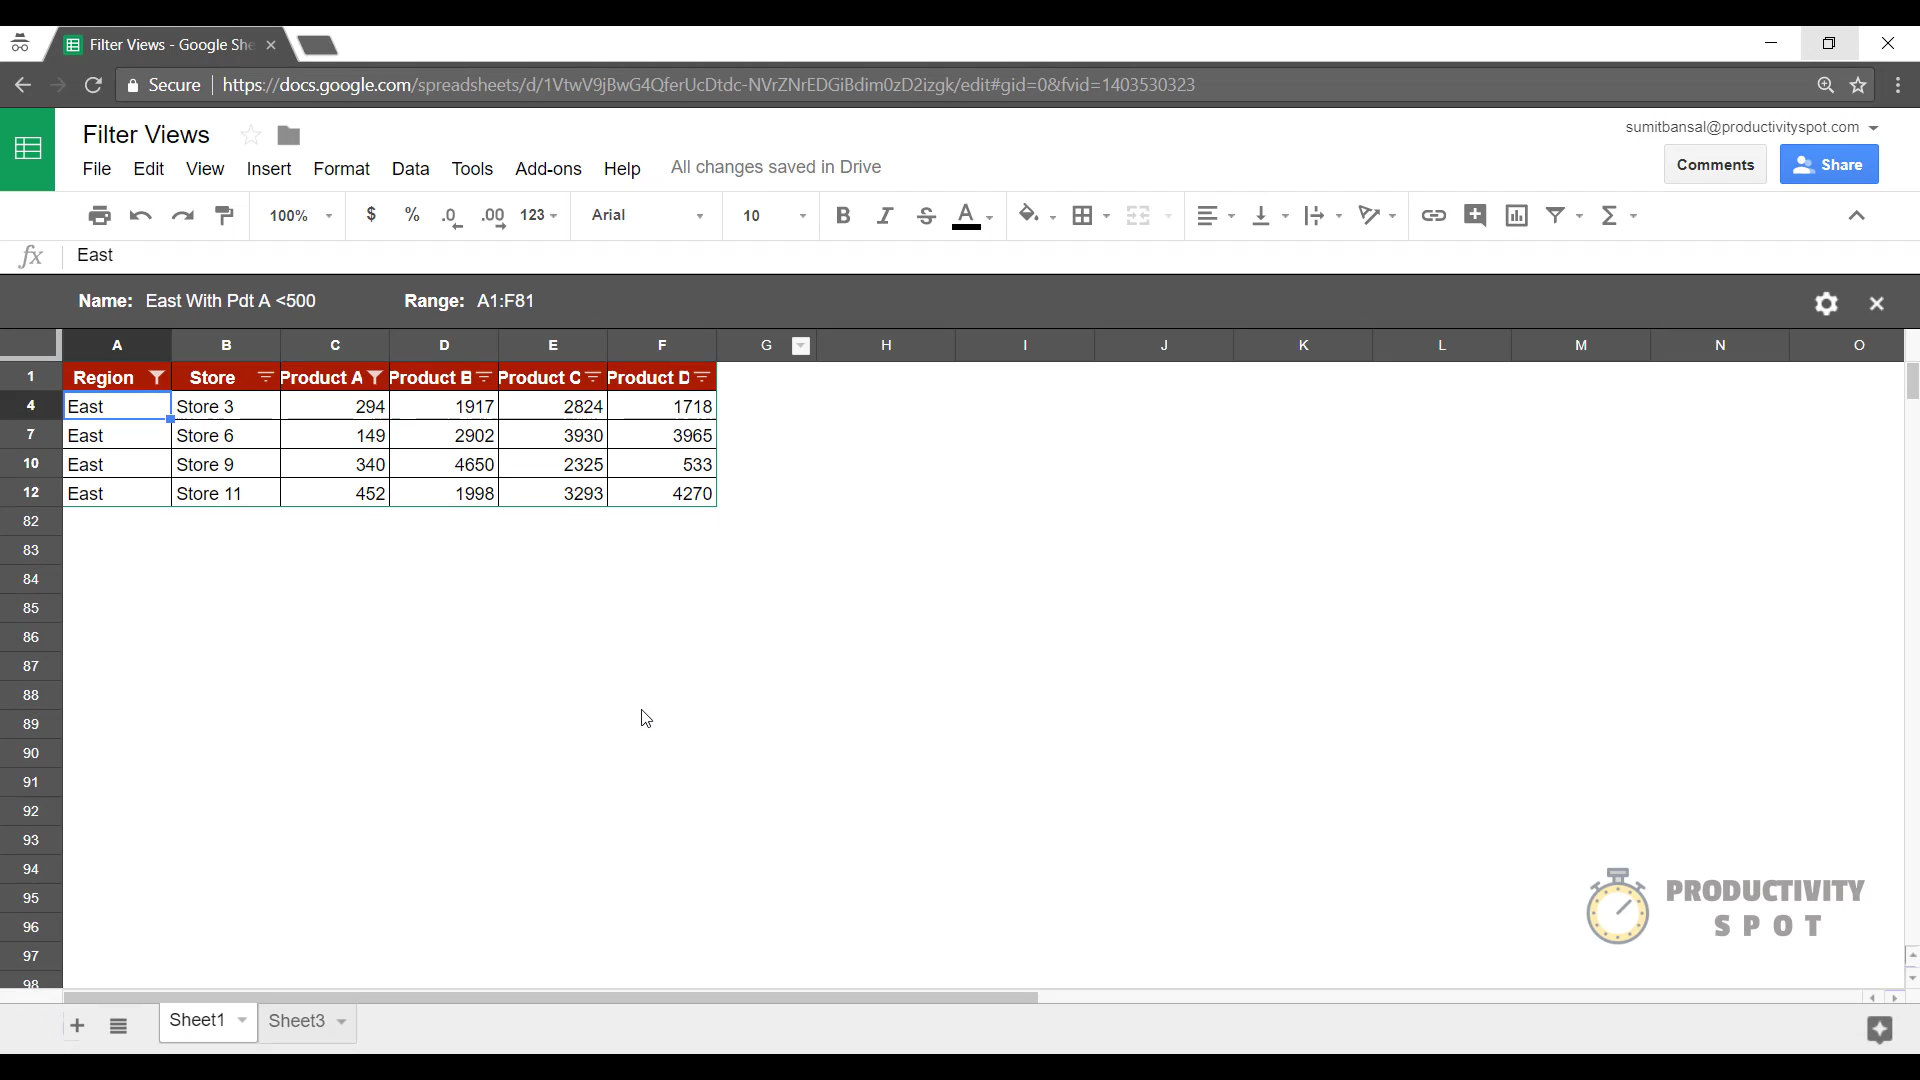 Filter Views - Google She
Secure https://docs.google.com/spreadsheets/d/1VtwV9jBwG4QferUcDtdc-NVrZNrEDGiBdim0zD2izgk/edit#gid=0&fvid=1403530323
Filter Views
sumitbansal@productivityspot.com
File Edit View Insert Format Data Tools Add-ons Help All changes saved in Drive
Comments Share
100% $ % .0 .00 123 Arial 10 B I S A Σ
fx East
Name: East With Pdt A <500 Range: A1:F81
A B C D E F G H I J K L M N O
1 Region Store Product A Product B Product C Product D
4 East Store 3 294 1917 2824 1718
7 East Store 6 149 2902 3930 3965
10 East Store 9 340 4650 2325 533
12 East Store 11 452 1998 3293 4270
82
83
84
85
86
87
88
89
90
91
92
93
94
95
96
97
98
PRODUCTIVITY
SPOT
Sheet1 Sheet3